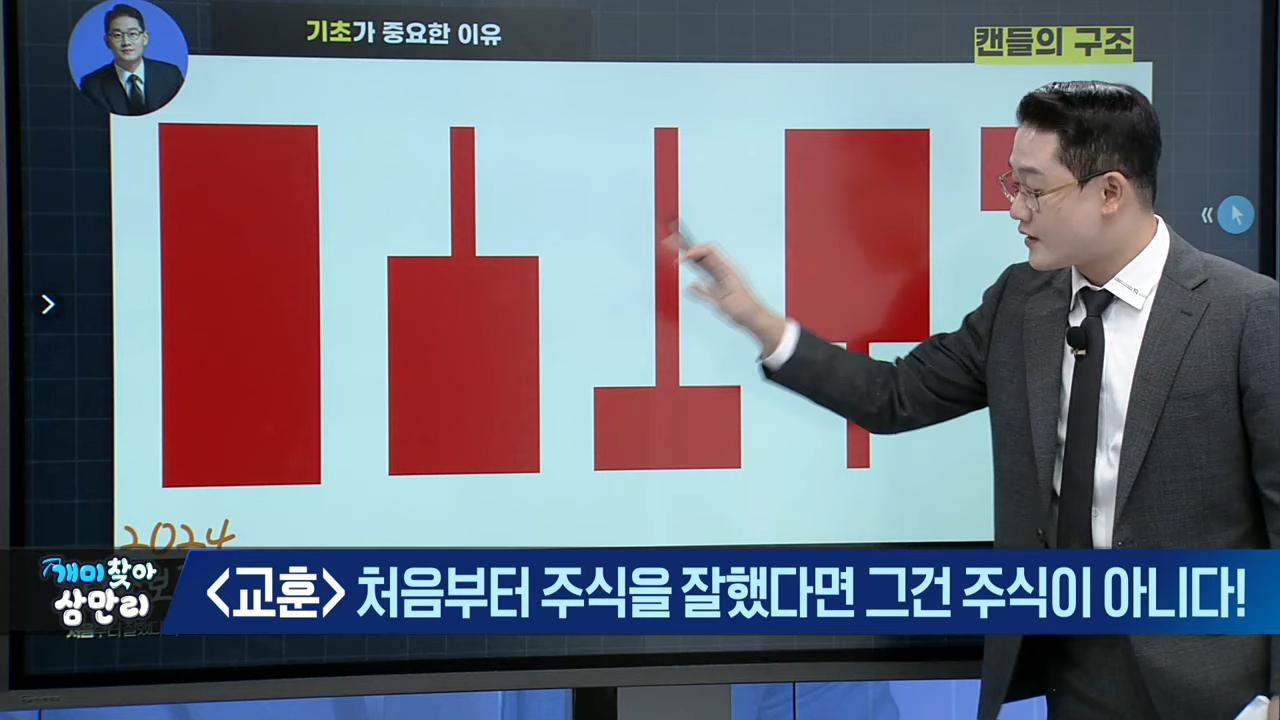 기초가 중요한 이유
캔들의 구조
2024
개미찾아
삼만리
<교훈> 처음부터 주식을 잘했다면 그건 주식이 아니다!